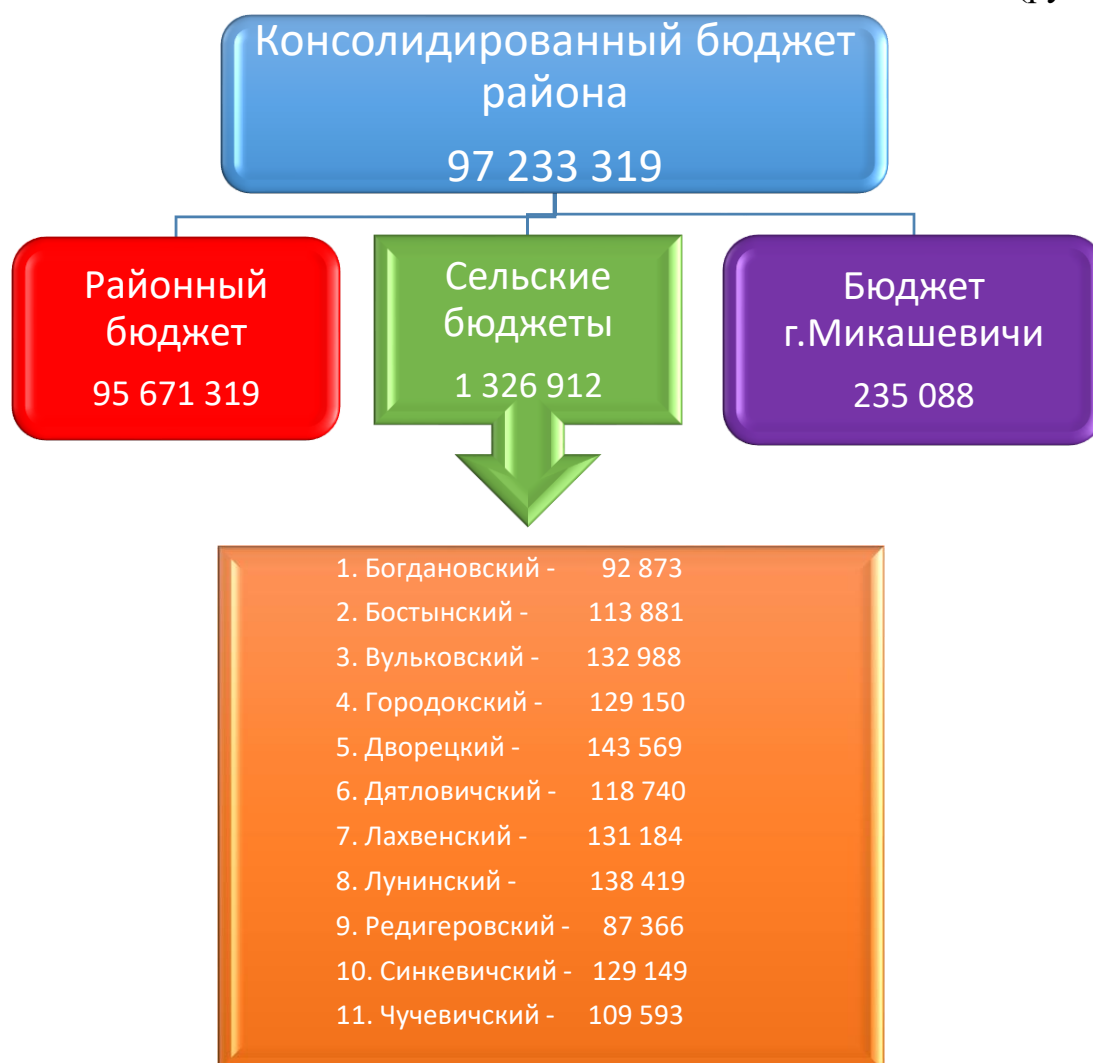 (ру
Консолидированный бюджет
района
97 233 319
Районный
бюджет
95 671 319
Сельские
бюджеты
1 326 912
Бюджет
г.Микашевичи
235 088
1. Богдановский - 92 873
2. Бостынский - 113 881
3. Вульковский - 132 988
4. Городокский - 129 150
5. Дворецкий - 143 569
6. Дятловичский - 118 740
7. Лахвенский - 131 184
8. Лунинский - 138 419
9. Редигеровский - 87 366
10. Синкевичский - 129 149
11. Чучевичский - 109 593